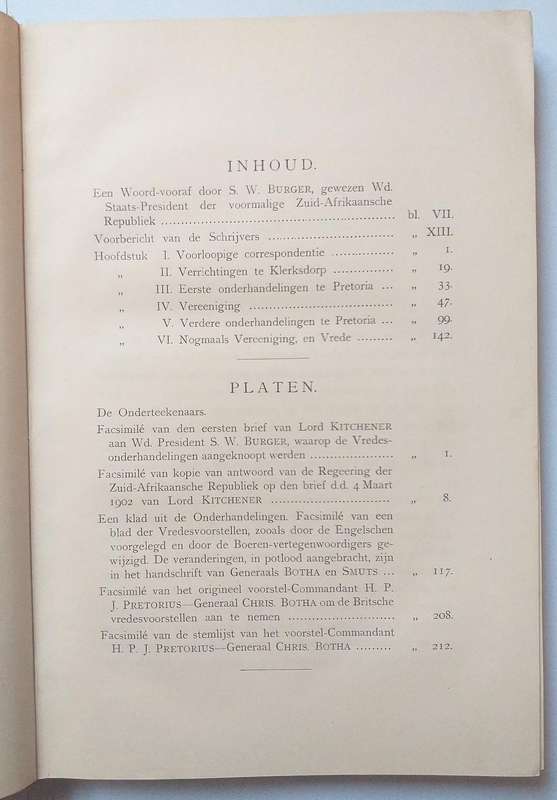 INHOUD.
Een Woord-vooraf door S. W. BURGER, gewezen Wd.
Staats-President der voormalige Zuid-Afrikaansche
Republiek ........................................ bl. VII.
Voorbericht van de Schrijvers ........................ „ XIII.
Hoofdstuk I. Voorloopige correspondentie ................ „ 1.
„ II. Verrichtingen te Klerksdorp ............... „ 19.
„ III. Eerste onderhandelingen te Pretoria ... „ 33.
„ IV. Vereeniging .................................... „ 47.
„ V. Verdere onderhandelingen te Pretoria ... „ 99.
„ VI. Nogmaals Vereeniging, en Vrede ......... „ 142.
PLATEN.
De Onderteekenaars.
Facsimilé van den eersten brief van Lord KITCHENER
aan Wd. President S. W. BURGER, waarop de Vredes-
onderhandelingen aangeknoopt werden ..................... „ 1.
Facsimilé van kopie van antwoord van de Regeering der
Zuid-Afrikaansche Republiek op den brief d.d. 4 Maart
1902 van Lord KITCHENER .............................. „ 8.
Een klad uit de Onderhandelingen. Facsimilé van een
blad der Vredesvoorstellen, zooals door de Engelschen
voorgelegd en door de Boeren-vertegenwoordigers ge-
wijzigd. De veranderingen, in potlood aangebracht, zijn
in het handschrift van Generaals BOTHA en SMUTS ... „ 117.
Facsimilé van het origineel voorstel-Commandant H. P.
J. PRETORIUS—Generaal CHRIS. BOTHA om de Britsche
vredesvoorstellen aan te nemen ........................... „ 208.
Facsimilé van de stemlijst van het voorstel-Commandant
H. P. J. PRETORIUS—Generaal CHRIS. BOTHA ......... „ 212.